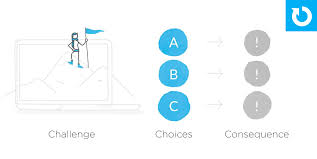 A → !
B → !
C → !
Challenge Choices Consequence